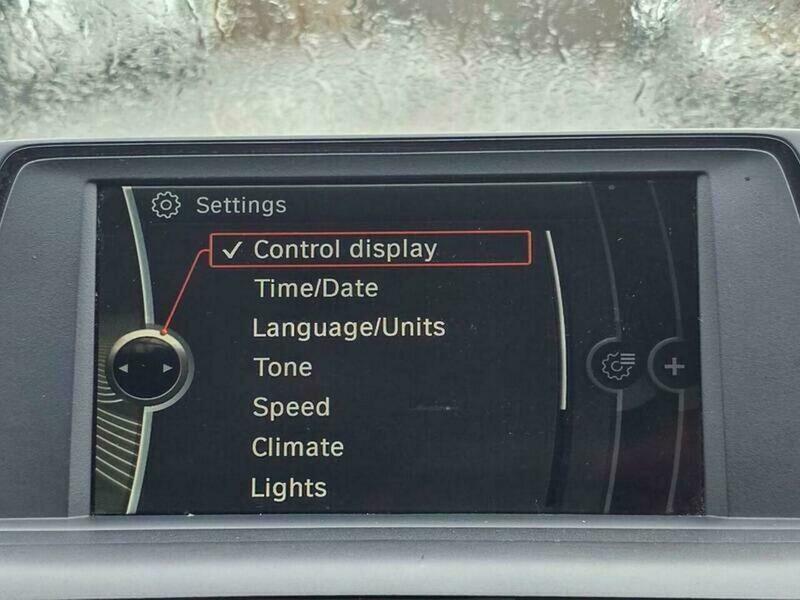 Settings
✓ Control display
Time/Date
Language/Units
Tone
Speed
Climate
Lights